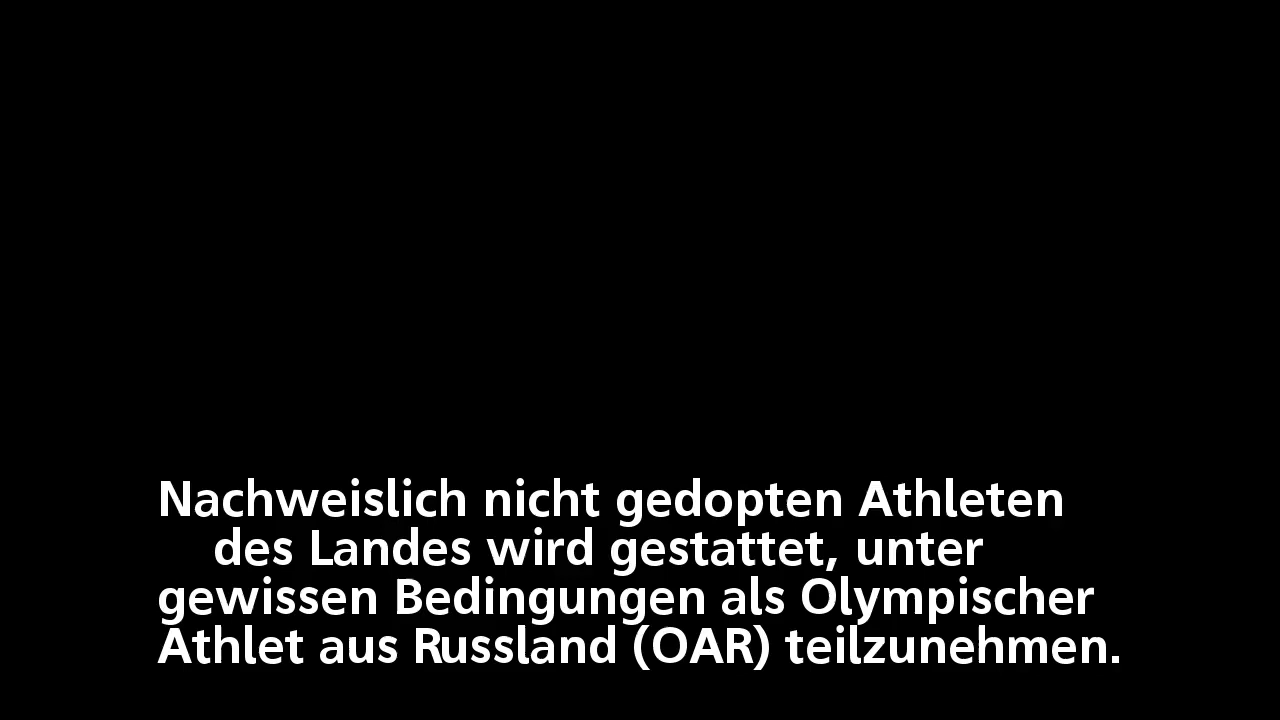 Nachweislich nicht gedopten Athleten
des Landes wird gestattet, unter
gewissen Bedingungen als Olympischer
Athlet aus Russland (OAR) teilzunehmen.